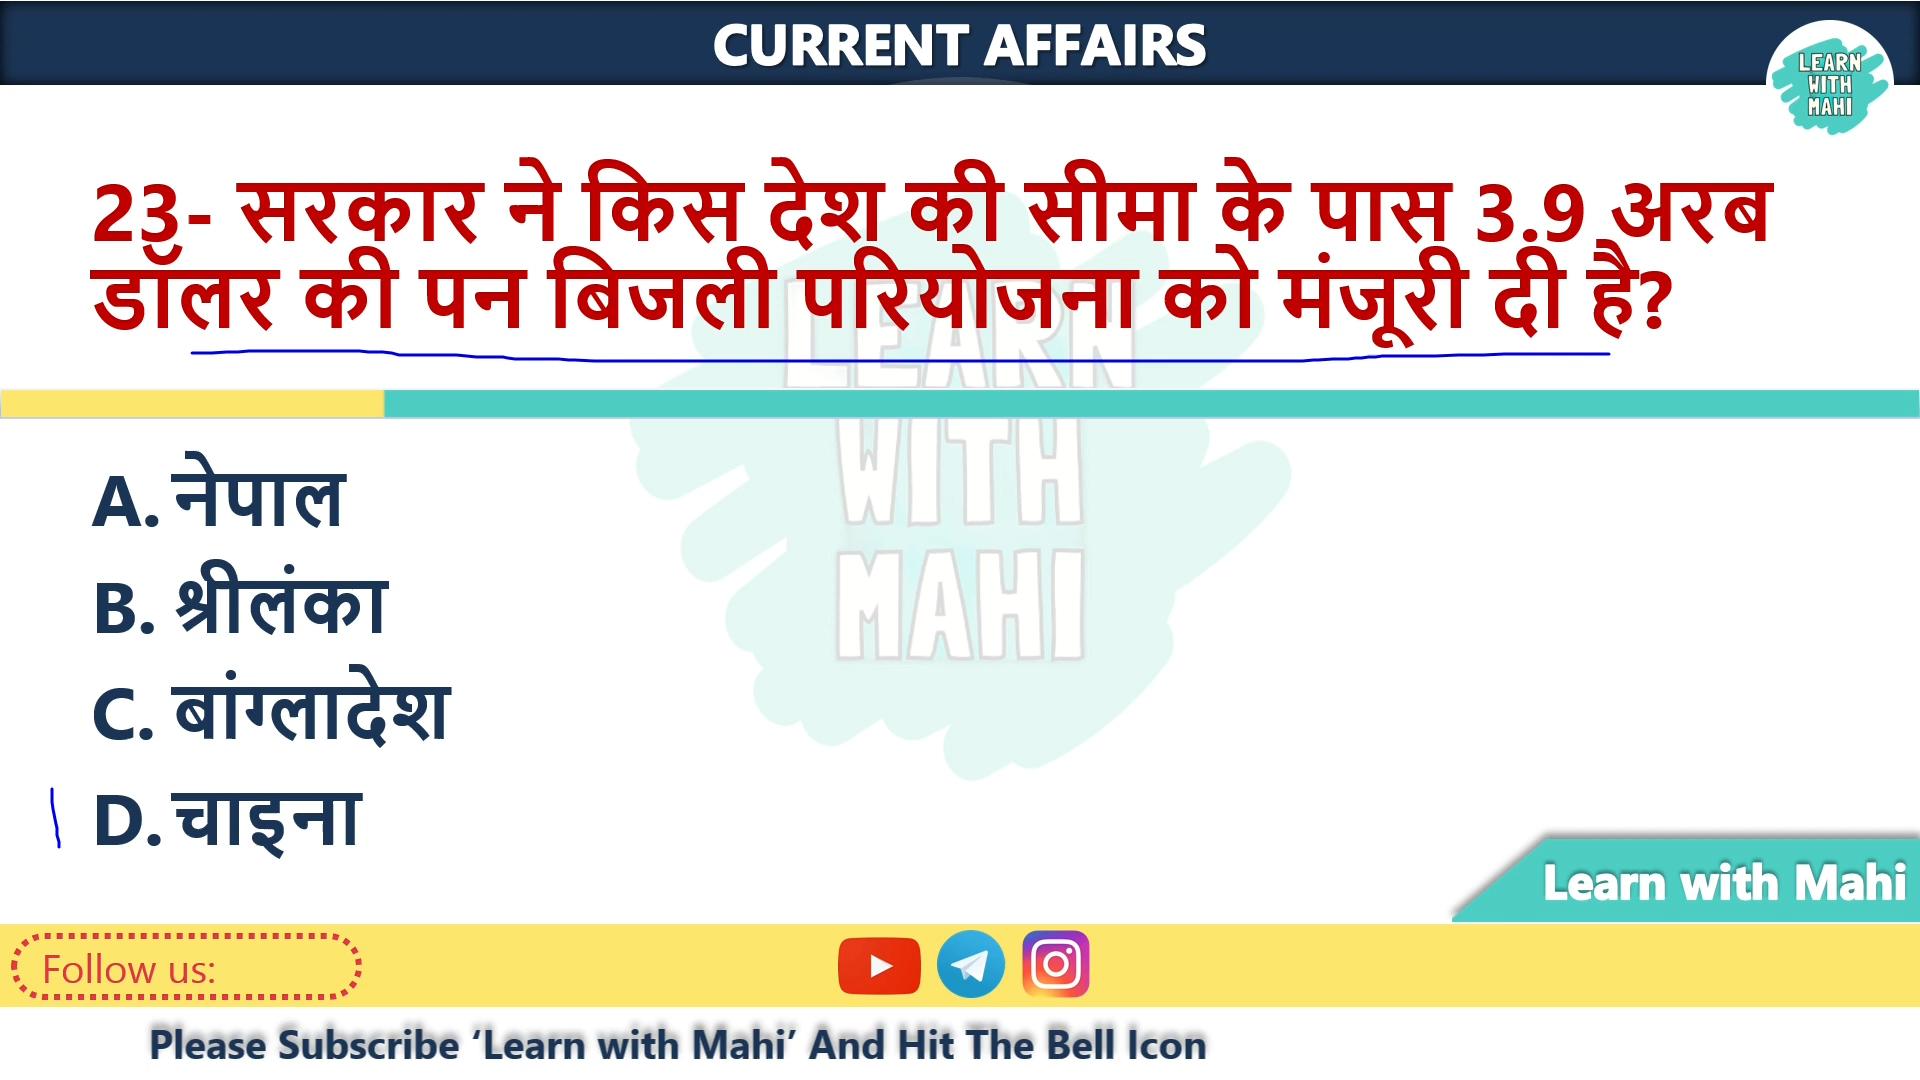 CURRENT AFFAIRS
LEARN
WITH
MAHI
23- सरकार ने किस देश की सीमा के पास 3.9 अरब
डॉलर की पन बिजली परियोजना को मंजूरी दी है?
LEARN
WITH
MAHI
A. नेपाल
B. श्रीलंका
C. बांग्लादेश
D. चाइना
Learn with Mahi
Follow us:
Please Subscribe ‘Learn with Mahi’ And Hit The Bell Icon